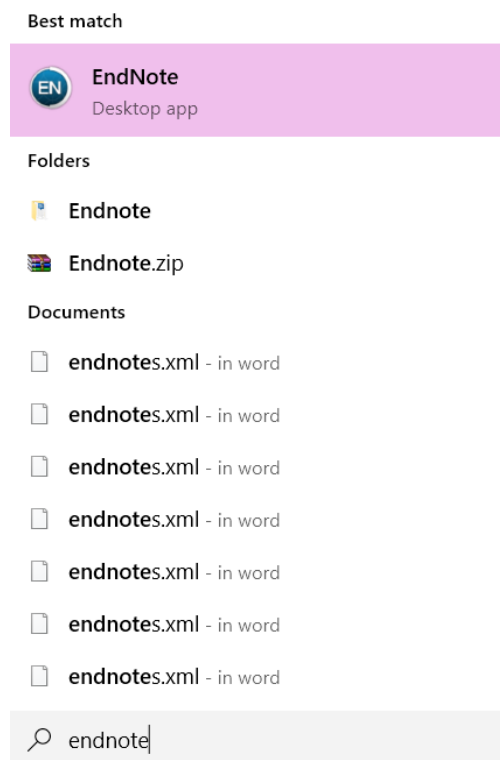 Best match
EN
EndNote
Desktop app
Folders
Endnote
Endnote.zip
Documents
endnotes.xml - in word
endnotes.xml - in word
endnotes.xml - in word
endnotes.xml - in word
endnotes.xml - in word
endnotes.xml - in word
endnotes.xml - in word
endnote